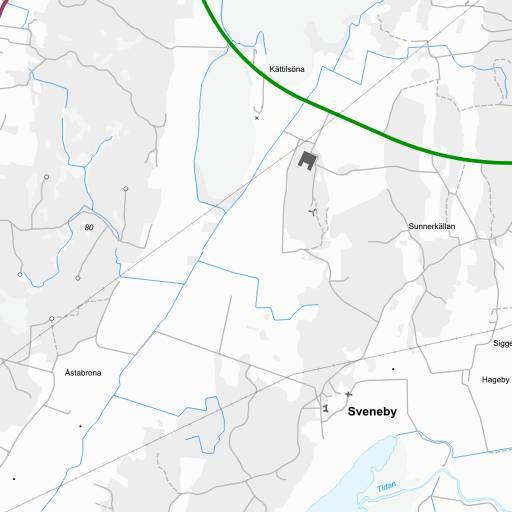 Kättilsöna
80
Sunnerkällan
Sigge
Åstabrona
Hageby
Sveneby
Tidan